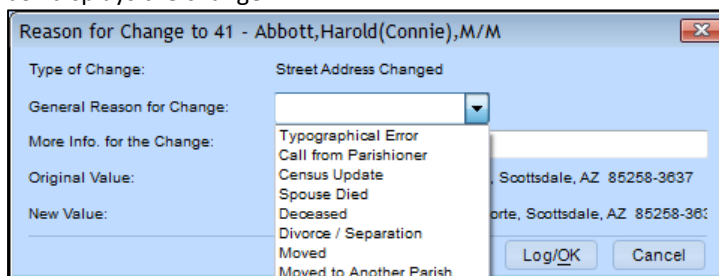 Reason for Change to 41 - Abbott,Harold(Connie),M/M
Type of Change: Street Address Changed
General Reason for Change:
More Info. for the Change:
Typographical Error
Call from Parishioner
Census Update
Spouse Died
Deceased
Divorce / Separation
Moved
Moved to Another Parish
Original Value: , Scottsdale, AZ 85258-3637
New Value: orte, Scottsdale, AZ 85258-363
Log/OK Cancel